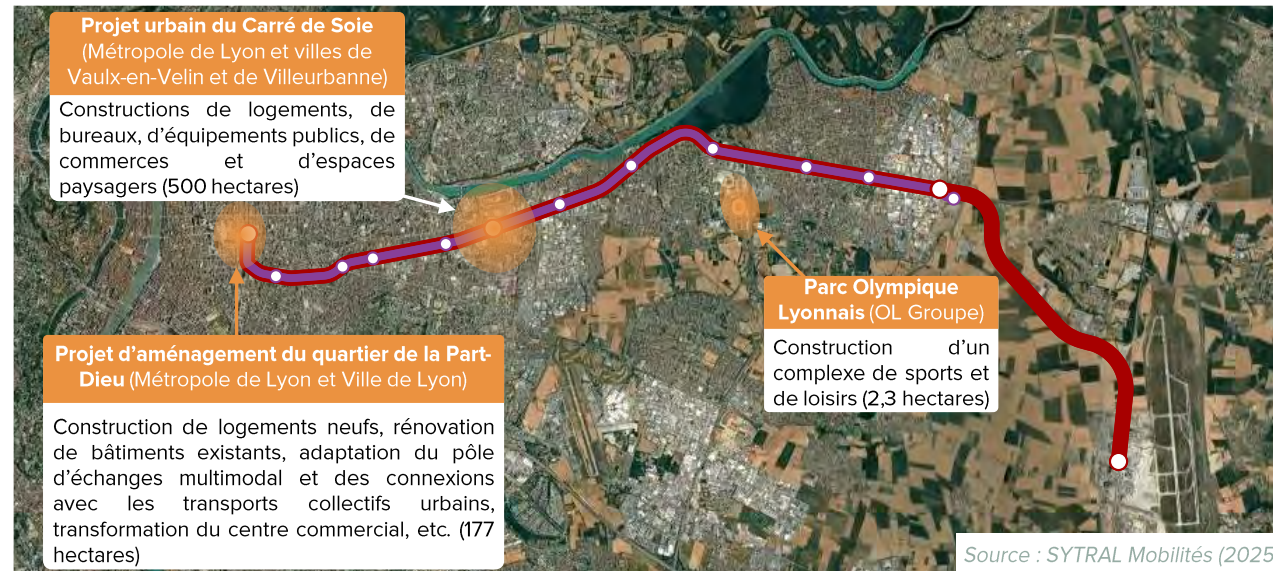 Projet urbain du Carré de Soie
(Métropole de Lyon et villes de
Vaulx-en-Velin et de Villeurbanne)
Constructions de logements, de
bureaux, d'équipements publics, de
commerces et d'espaces
paysagers (500 hectares)
Parc Olympique
Lyonnais (OL Groupe)
Construction d'un
complexe de sports et
de loisirs (2,3 hectares)
Projet d'aménagement du quartier de la Part-
Dieu (Métropole de Lyon et Ville de Lyon)
Construction de logements neufs, rénovation
de bâtiments existants, adaptation du pôle
d'échanges multimodal et des connexions
avec les transports collectifs urbains,
transformation du centre commercial, etc. (177
hectares)
Source : SYTRAL Mobilités (2025